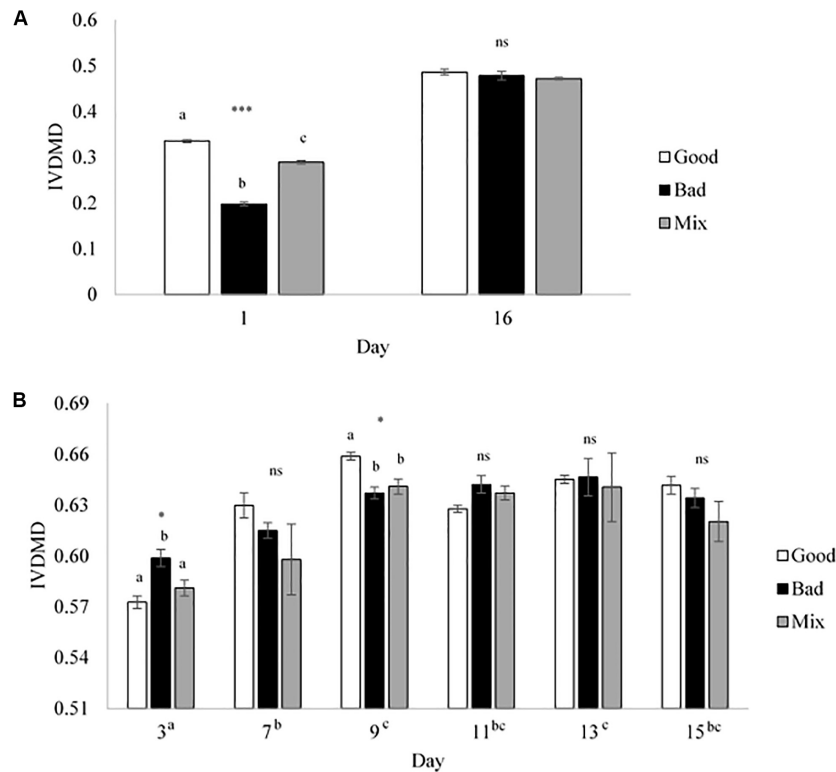 A
0.6
0.5
0.4
0.3
0.2
0.1
0
IVDMD
a
***
b
c
ns
1
16
Day
Good
Bad
Mix
B
0.69
0.66
0.63
0.60
0.57
0.54
0.51
IVDMD
*
a
b
a
ns
a
*
b
b
ns
ns
ns
3a
7b
9c
11bc
13c
15bc
Day
Good
Bad
Mix